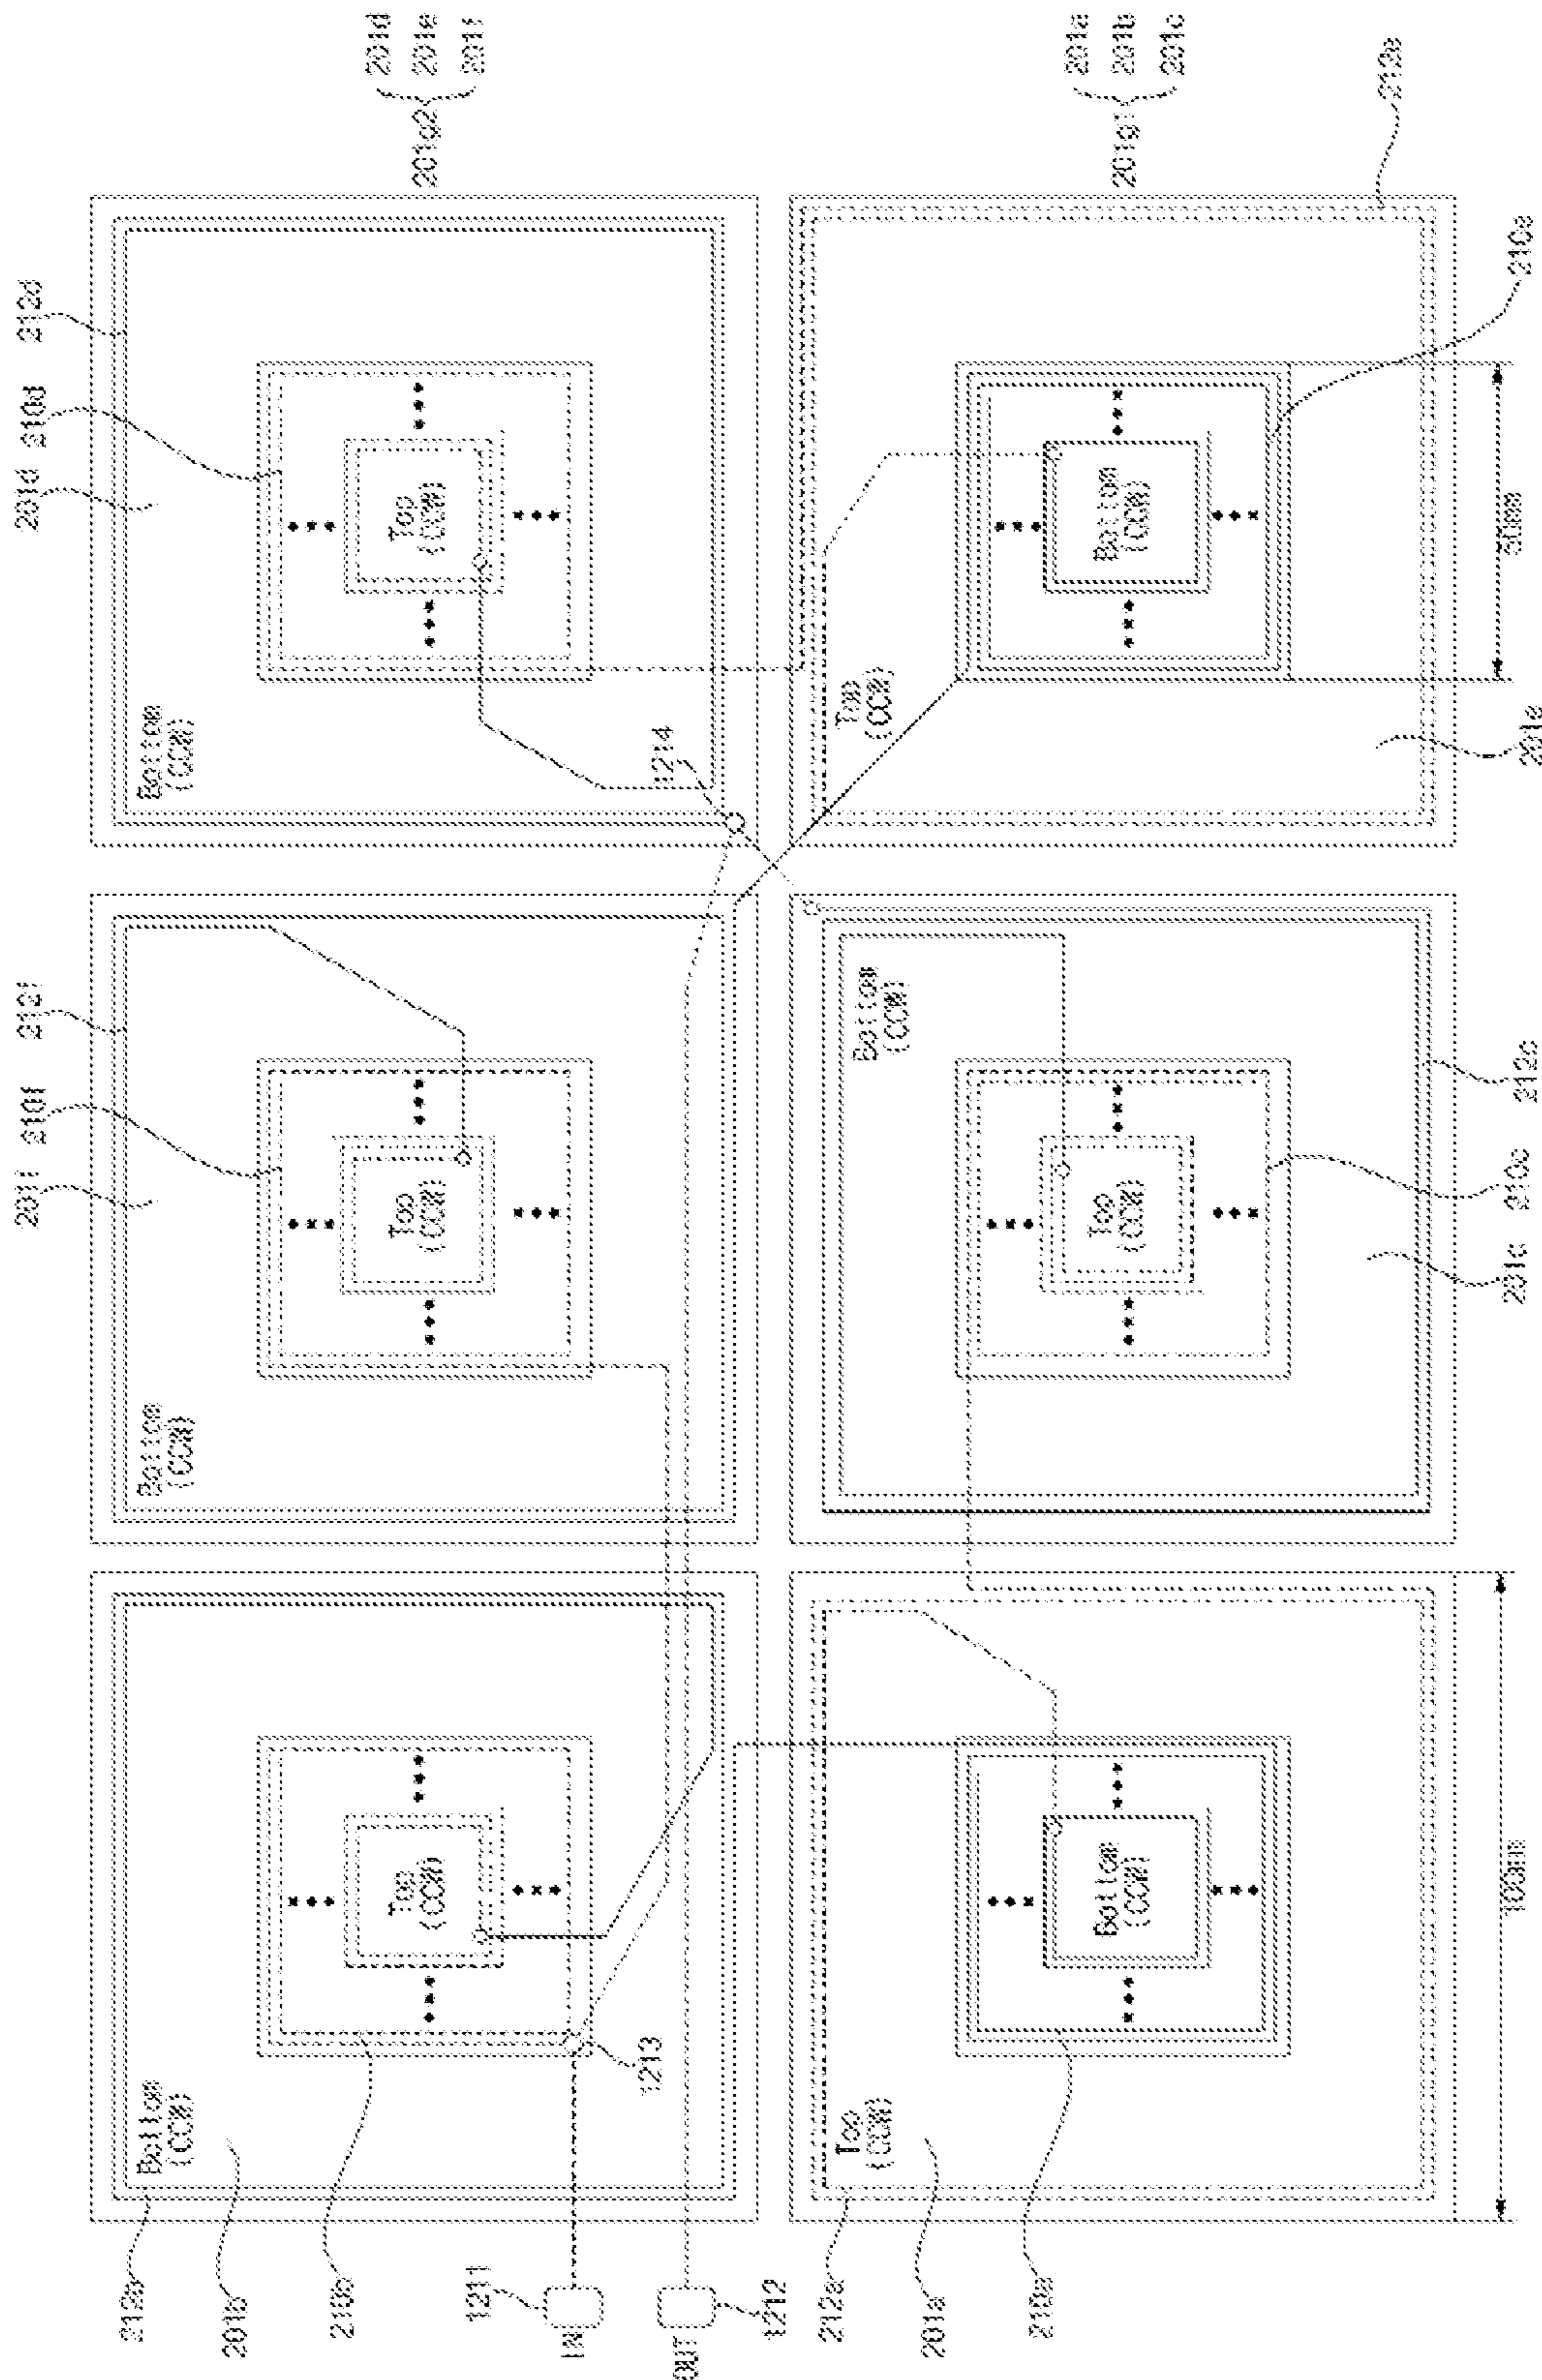 212b
201b
210b
1211
IN
OUT
1212
212a
201a
210a
201f
210f
212f
201d
210d
212d
Bottom
(CCW)
Top
(CCW)
1213
Bottom
(CCW)
Top
(CCW)
Bottom
(CCW)
Top
(CCW)
1214
201g2
201d
201e
201f
Top
(CCW)
Bottom
(CCW)
100mm
Bottom
(CCW)
Top
(CCW)
201c
210c
212c
Top
(CCW)
Bottom
(CCW)
50mm
201e
210e
212e
201g1
201a
201b
201c